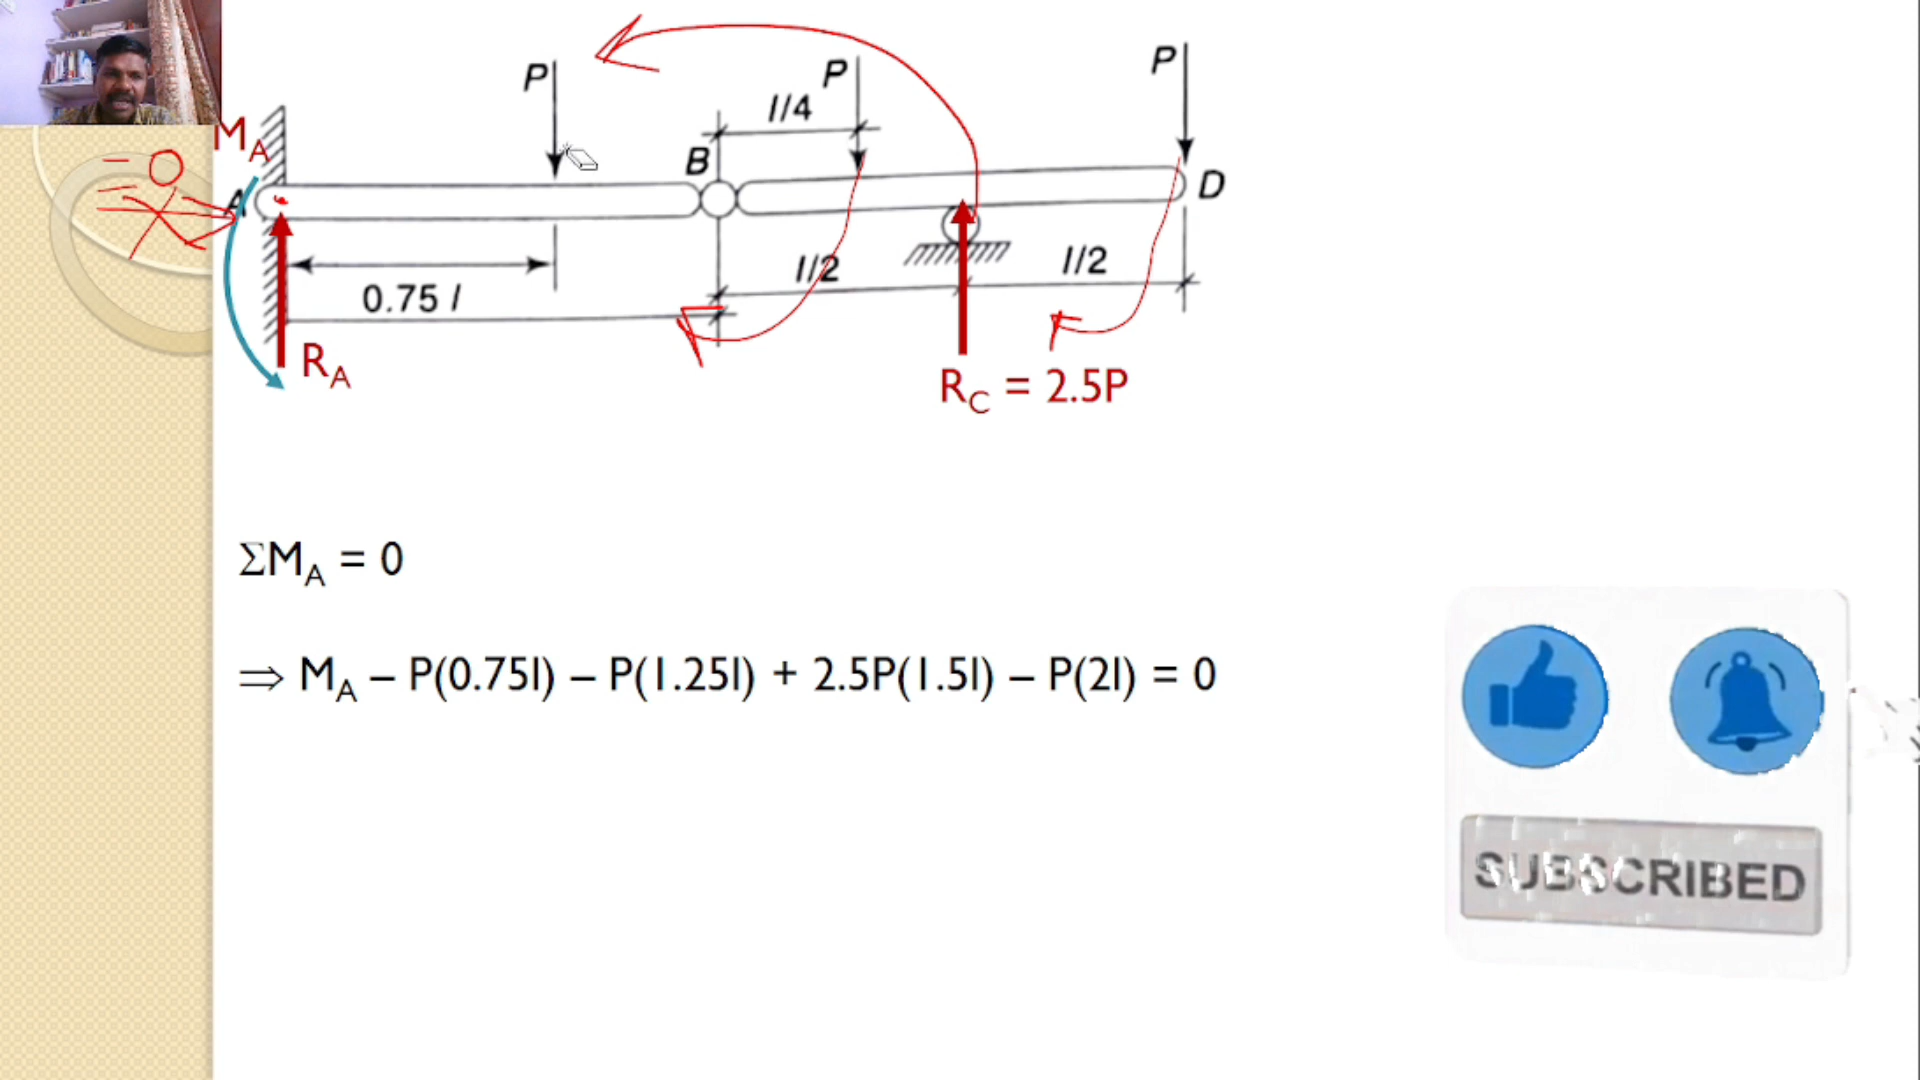 P
P
P
l/4
M_A
B
A
D
l/2
l/2
0.75 l
R_A
R_C = 2.5P
ΣM_A = 0
⇒ M_A – P(0.75l) – P(1.25l) + 2.5P(1.5l) – P(2l) = 0
SUBSCRIBED